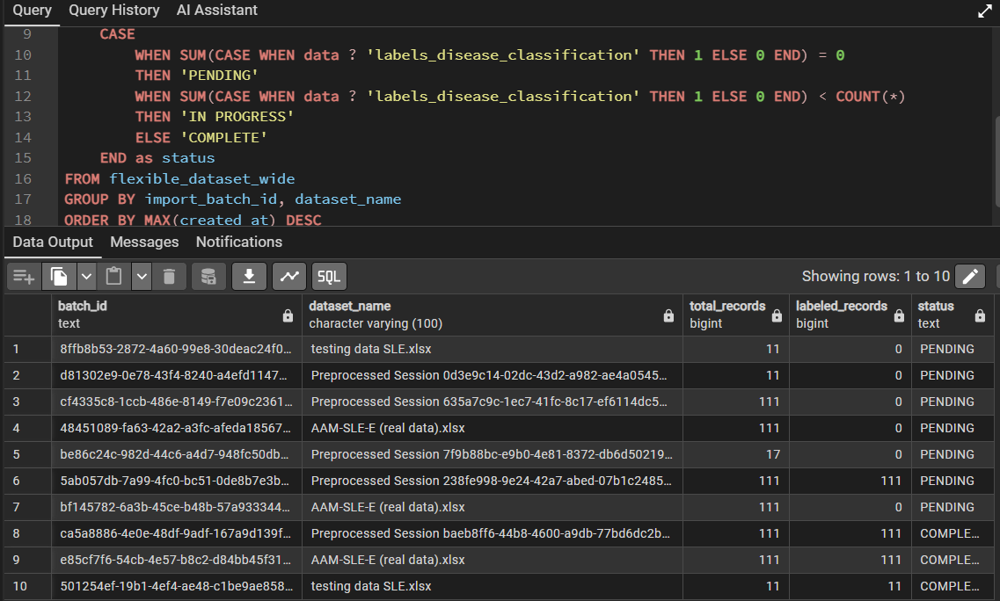 Query Query History AI Assistant
9 CASE
10 WHEN SUM(CASE WHEN data ? 'labels_disease_classification' THEN 1 ELSE 0 END) = 0
11 THEN 'PENDING'
12 WHEN SUM(CASE WHEN data ? 'labels_disease_classification' THEN 1 ELSE 0 END) < COUNT(*)
13 THEN 'IN PROGRESS'
14 ELSE 'COMPLETE'
15 END as status
16 FROM flexible_dataset_wide
17 GROUP BY import_batch_id, dataset_name
18 ORDER BY MAX(created_at) DESC
Data Output Messages Notifications
SQL Showing rows: 1 to 10
batch_id dataset_name total_records labeled_records status
text character varying (100) bigint bigint text
1 8ffb8b53-2872-4a60-99e8-30deac24f0... testing data SLE.xlsx 11 0 PENDING
2 d81302e9-0e78-43f4-8240-a4efd1147... Preprocessed Session 0d3e9c14-02dc-43d2-a982-ae4a0545... 11 0 PENDING
3 cf4335c8-1ccb-486e-8149-f7e09c2361... Preprocessed Session 635a7c9c-1ec7-41fc-8c17-ef6114dc5... 111 0 PENDING
4 48451089-fa63-42a2-a3fc-afeda18567... AAM-SLE-E (real data).xlsx 111 0 PENDING
5 be86c24c-982d-44c6-a4d7-948fc50db... Preprocessed Session 7f9b88bc-e9b0-4e81-8372-db6d50219... 17 0 PENDING
6 5ab057db-7a99-4fc0-bc51-0de8b7e3b... Preprocessed Session 238fe998-9e24-42a7-abed-07b1c2485... 111 111 PENDING
7 bf145782-6a3b-45ce-b48b-57a933344... AAM-SLE-E (real data).xlsx 111 0 PENDING
8 ca5a8886-4e0e-48df-9adf-167a9d139f... Preprocessed Session baeb8ff6-44b8-4600-a9db-77bd6dc2b... 111 111 COMPLE...
9 e85cf7f6-54cb-4e57-b8c2-d84bb45f31... AAM-SLE-E (real data).xlsx 111 111 COMPLE...
10 501254ef-19b1-4ef4-ae48-c1be9ae858... testing data SLE.xlsx 11 11 COMPLE...